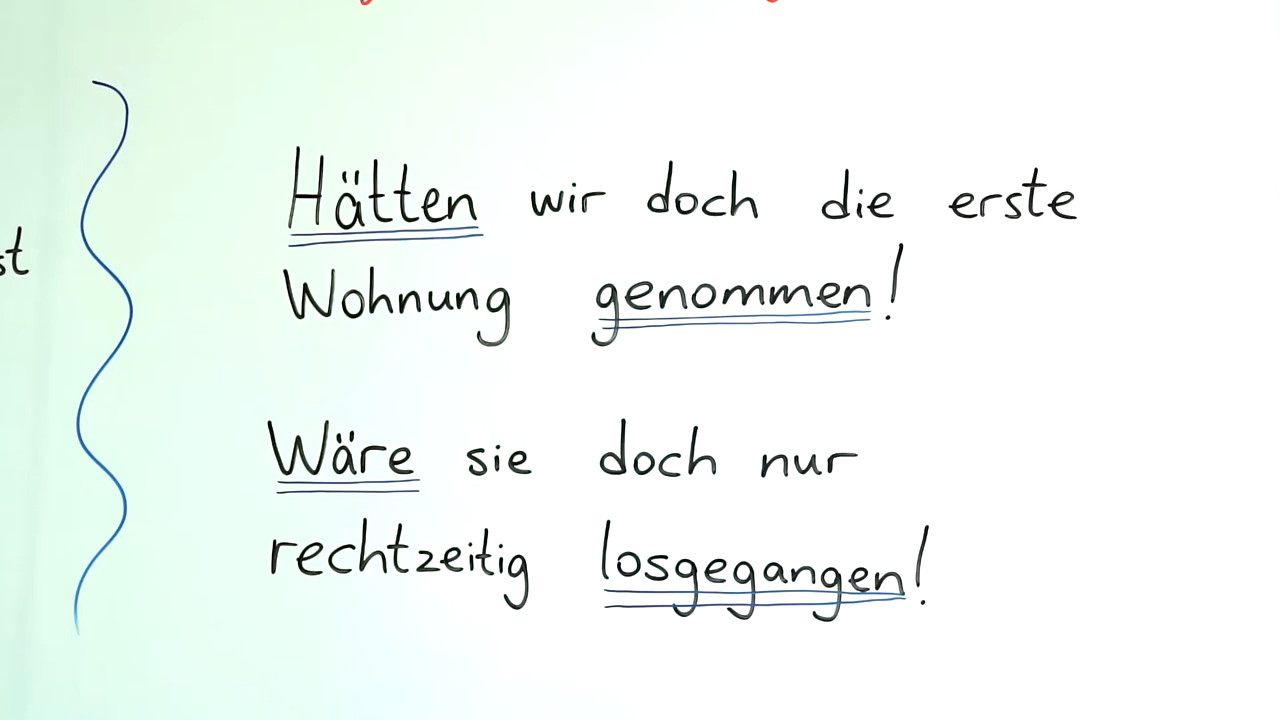 Hätten wir doch die erste
Wohnung genommen!
Wäre sie doch nur
rechtzeitig losgegangen!